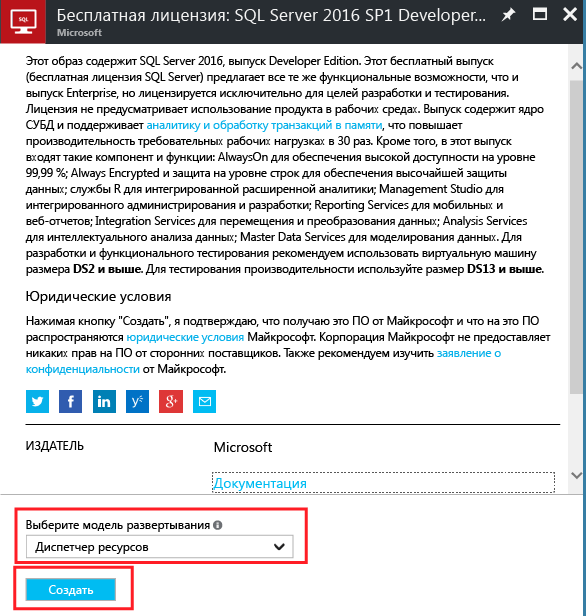 SQL
Бесплатная лицензия: SQL Server 2016 SP1 Developer...
Microsoft
Этот образ содержит SQL Server 2016, выпуск Developer Edition. Этот бесплатный выпуск
(бесплатная лицензия SQL Server) предлагает все те же функциональные возможности, что и
выпуск Enterprise, но лицензируется исключительно для целей разработки и тестирования.
Лицензия не предусматривает использование продукта в рабочих средах. Выпуск содержит ядро
СУБД и поддерживает аналитику и обработку транзакций в памяти, что повышает
производительность требовательных рабочих нагрузках в 30 раз. Кроме того, в этот выпуск
входят такие компонент и функции: AlwaysOn для обеспечения высокой доступности на уровне
99,99 %; Always Encrypted и защита на уровне строк для обеспечения высочайшей защиты
данных; службы R для интегрированной расширенной аналитики; Management Studio для
интегрированного администрирования и разработки; Reporting Services для мобильных и
веб-отчетов; Integration Services для перемещения и преобразования данных; Analysis Services
для интеллектуального анализа данных; Master Data Services для моделирования данных. Для
разработки и функционального тестирования рекомендуем использовать виртуальную машину
размера DS2 и выше. Для тестирования производительности используйте размер DS13 и выше.
Юридические условия
Нажимая кнопку "Создать", я подтверждаю, что получаю это ПО от Майкрософт и что на это ПО
распространяются юридические условия Майкрософт. Корпорация Майкрософт не предоставляет
никаких прав на ПО от сторонних поставщиков. Также рекомендуем изучить заявление о
конфиденциальности от Майкрософт.
ИЗДАТЕЛЬ Microsoft
Документация
Выберите модель развертывания
Диспетчер ресурсов
Создать